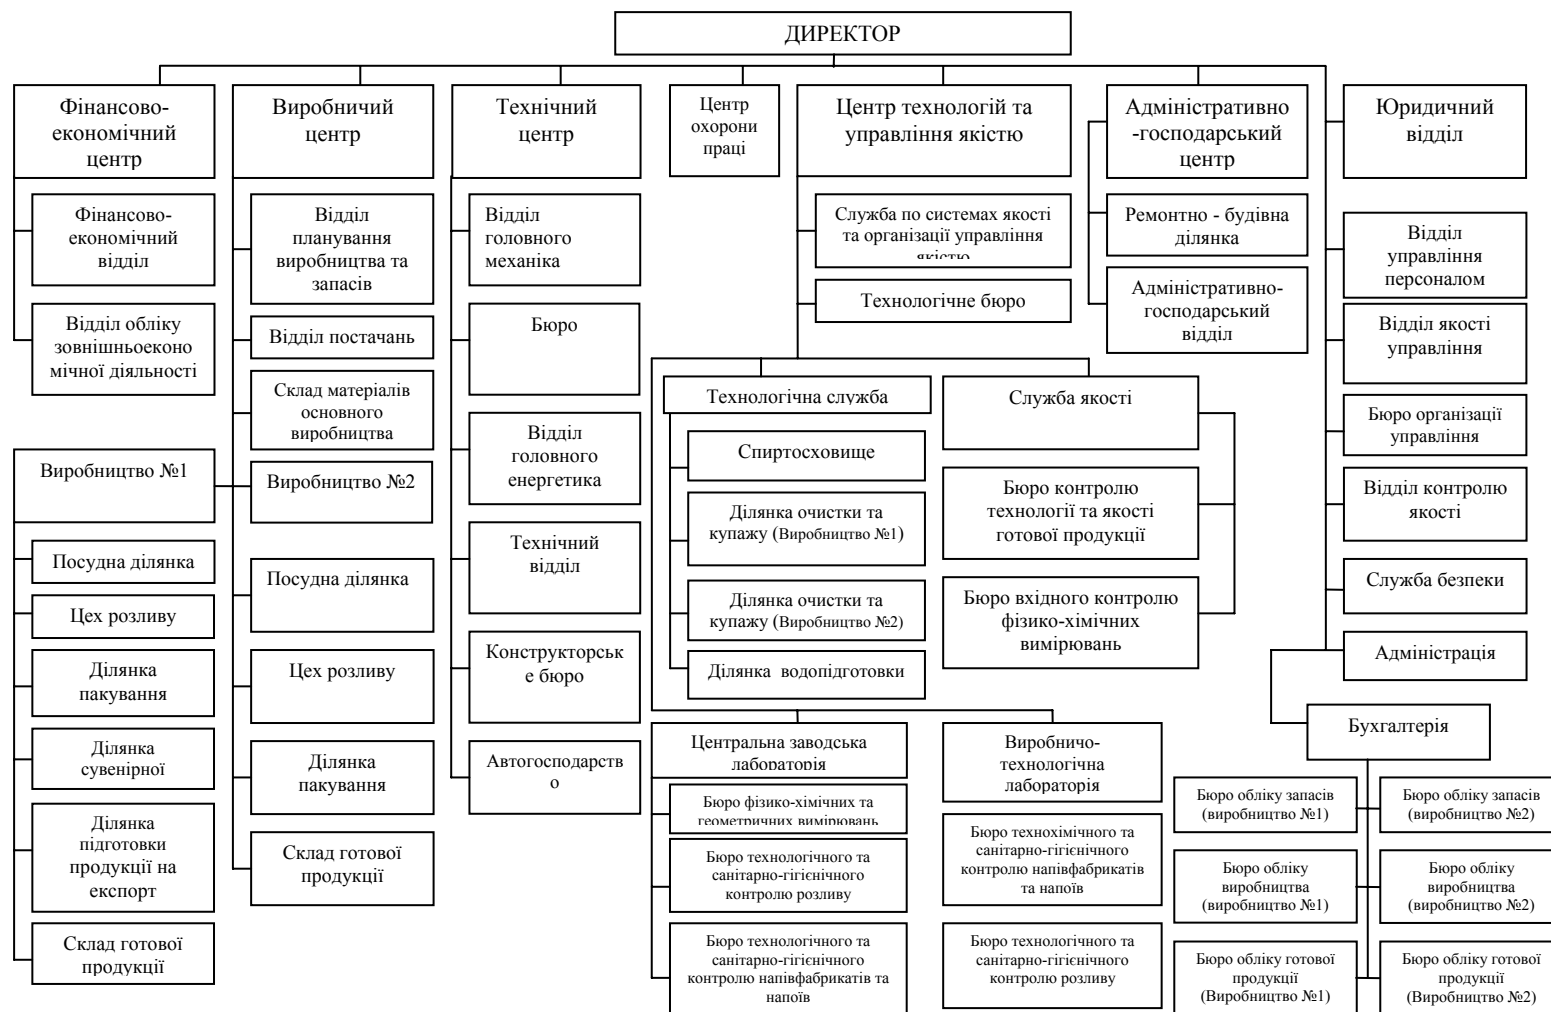 ДИРЕКТОР
Фінансово-
економічний
центр
Виробничий
центр
Технічний
центр
Центр
охорони
праці
Центр технологій та
управління якістю
Адміністративно
-господарський
центр
Юридичний
відділ
Фінансово-
економічний
відділ
Відділ обліку
зовнішньоеконо
мічної діяльності
Виробництво №1
Посудна ділянка
Цех розливу
Ділянка
пакування
Ділянка
сувенірної
Ділянка
підготовки
продукції на
експорт
Склад готової
продукції
Відділ
планування
виробництва та
запасів
Відділ постачань
Склад матеріалів
основного
виробництва
Виробництво №2
Посудна ділянка
Цех розливу
Ділянка
пакування
Склад готової
продукції
Відділ
головного
механіка
Бюро
Відділ
головного
енергетика
Технічний
відділ
Конструкторськ
е бюро
Автогосподарств
о
Служба по системах якості
та організації управління
якістю
Технологічне бюро
Технологічна служба
Спиртосховище
Ділянка очистки та
купажу (Виробництво №1)
Ділянка очистки та
купажу (Виробництво №2)
Ділянка водопідготовки
Служба якості
Бюро контролю
технології та якості
готової продукції
Бюро вхідного контролю
фізико-хімічних
вимірювань
Центральна заводська
лабораторія
Бюро фізико-хімічних та
геометричних вимірювань
Бюро технологічного та
санітарно-гігієнічного
контролю розливу
Бюро технологічного та
санітарно-гігієнічного
контролю напівфабрикатів та
напоїв
Виробничо-
технологічна
лабораторія
Бюро технохімічного та
санітарно-гігієнічного
контролю напівфабрикатів
та напоїв
Бюро технологічного та
санітарно-гігієнічного
контролю розливу
Ремонтно - будівна
ділянка
Адміністративно-
господарський
відділ
Відділ
управління
персоналом
Відділ якості
управління
Бюро організації
управління
Відділ контролю
якості
Служба безпеки
Адміністрація
Бухгалтерія
Бюро обліку запасів
(виробництво №1)
Бюро обліку запасів
(виробництво №2)
Бюро обліку
виробництва
(виробництво №1)
Бюро обліку
виробництва
(виробництво №2)
Бюро обліку готової
продукції
(Виробництво №1)
Бюро обліку готової
продукції
(Виробництво №2)